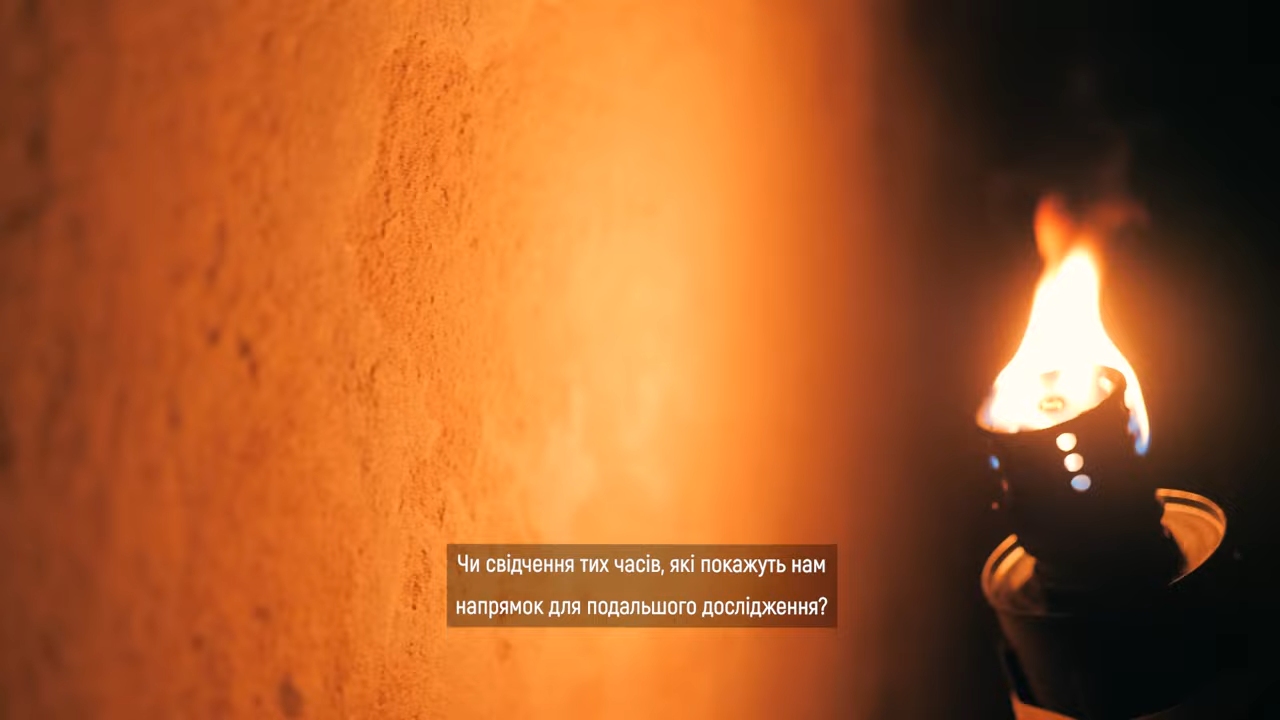 Чи свідчення тих часів, які покажуть нам
напрямок для подальшого дослідження?